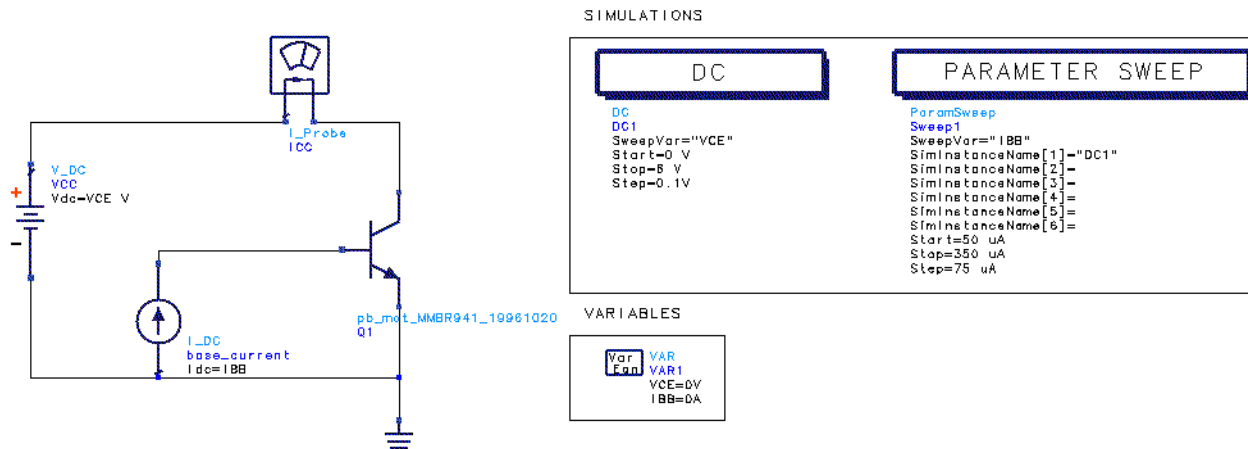 SIMULATIONS
DC
DC
DC1
SweepVar="VCE"
Start=0 V
Stop=6 V
Step=0.1V
PARAMETER SWEEP
ParamSweep
Sweep1
SweepVar="IBB"
SimInstanceName[1]="DC1"
SimInstanceName[2]=
SimInstanceName[3]=
SimInstanceName[4]=
SimInstanceName[5]=
SimInstanceName[6]=
Start=50 uA
Stop=350 uA
Step=75 uA
I_Probe
ICC
+
V_DC
VCC
Vdc=VCE V
-
pb_mot_MMBR941_19961020
Q1
I_DC
base_current
Idc=IBB
VARIABLES
Var
Eqn
VAR
VAR1
VCE=0V
IBB=0A